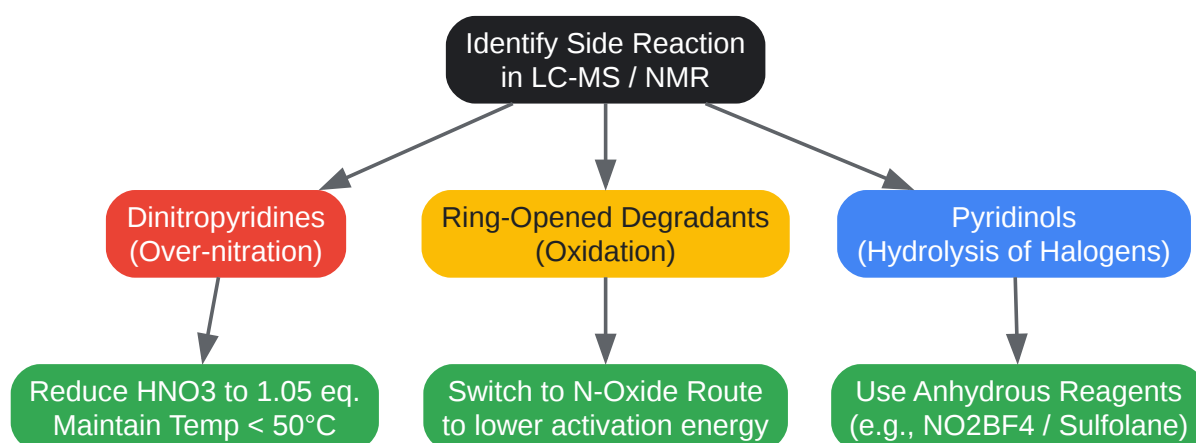 Identify Side Reaction
in LC-MS / NMR
Dinitropyridines
(Over-nitration)
Ring-Opened Degradants
(Oxidation)
Pyridinols
(Hydrolysis of Halogens)
Reduce HNO3 to 1.05 eq.
Maintain Temp < 50°C
Switch to N-Oxide Route
to lower activation energy
Use Anhydrous Reagents
(e.g., NO2BF4 / Sulfolane)